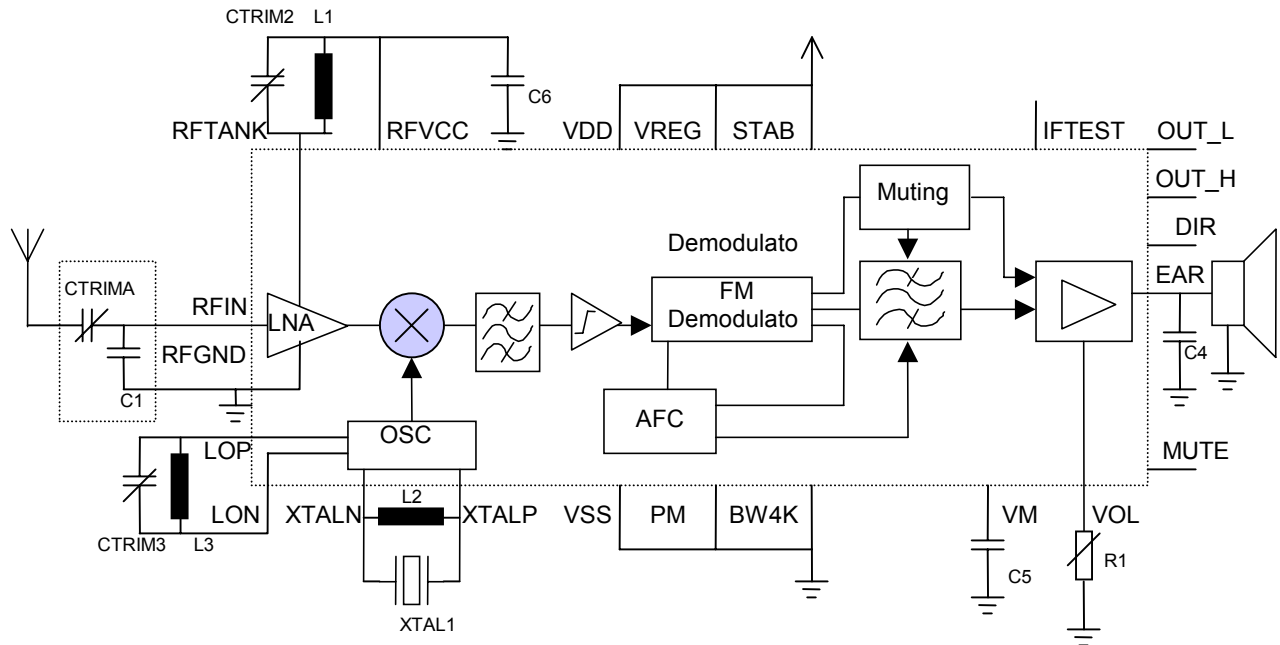 CTRIM2 L1
C6
RFTANK RFVCC VDD VREG STAB IFTEST OUT_L
OUT_H
Muting
DIR
Demodulato
EAR
CTRIMA
RFIN LNA FM
Demodulato
RFGND
C4
C1
AFC
OSC
LOP
MUTE
L2
LON XTALN XTALP VSS PM BW4K VM VOL
CTRIM3 L3
C5 R1
XTAL1